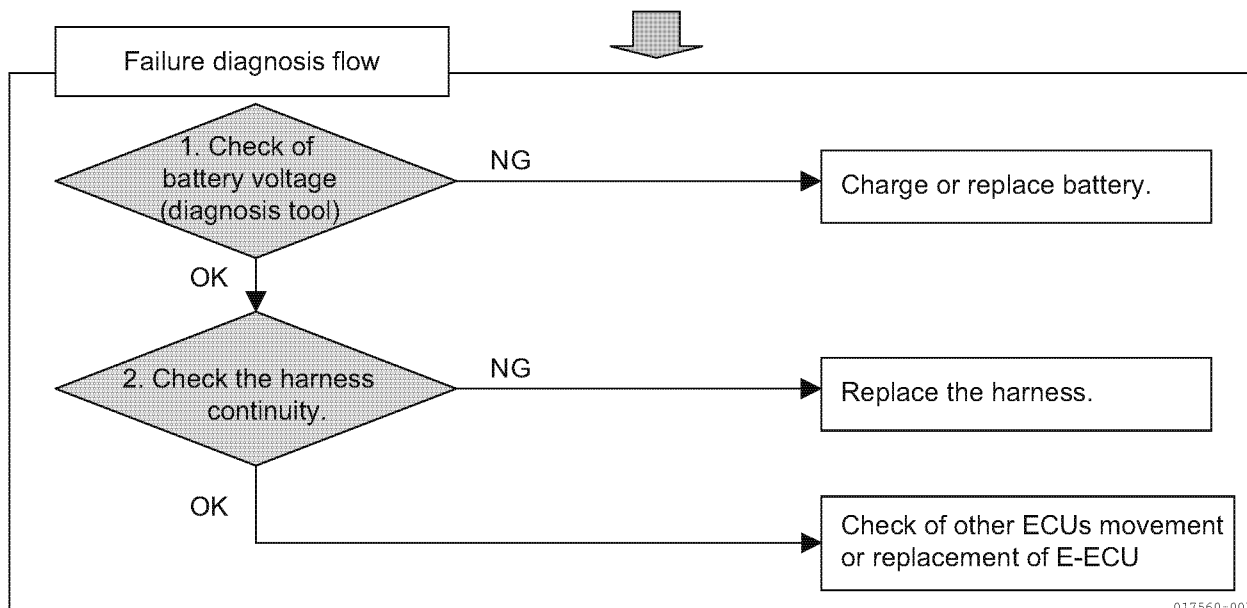 Failure diagnosis flow
1. Check of
battery voltage
(diagnosis tool)
NG
Charge or replace battery.
OK
2. Check the harness
continuity.
NG
Replace the harness.
OK
Check of other ECUs movement
or replacement of E-ECU